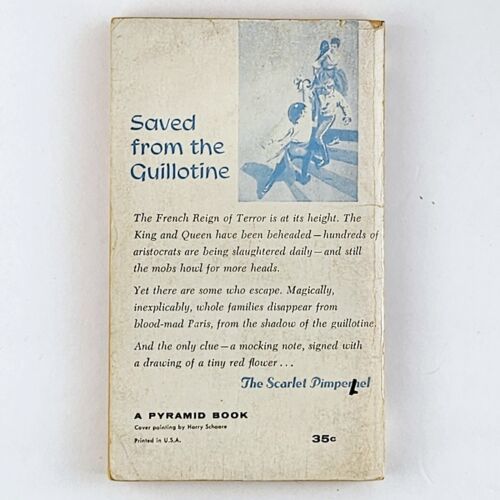 Saved
from the
Guillotine
The French Reign of Terror is at its height. The
King and Queen have been beheaded—hundreds of
aristocrats are being slaughtered daily—and still
the mobs howl for more heads.
Yet there are some who escape. Magically,
inexplicably, whole families disappear from
blood-mad Paris, from the shadow of the guillotine.
And the only clue—a mocking note, signed with
a drawing of a tiny red flower . . .
The Scarlet Pimpernel
A PYRAMID BOOK
Cover painting by Harry Schaare
Printed in U.S.A.
35c